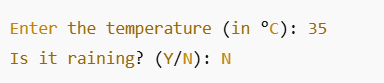 Enter the temperature (in °C): 35
Is it raining? (Y/N): N